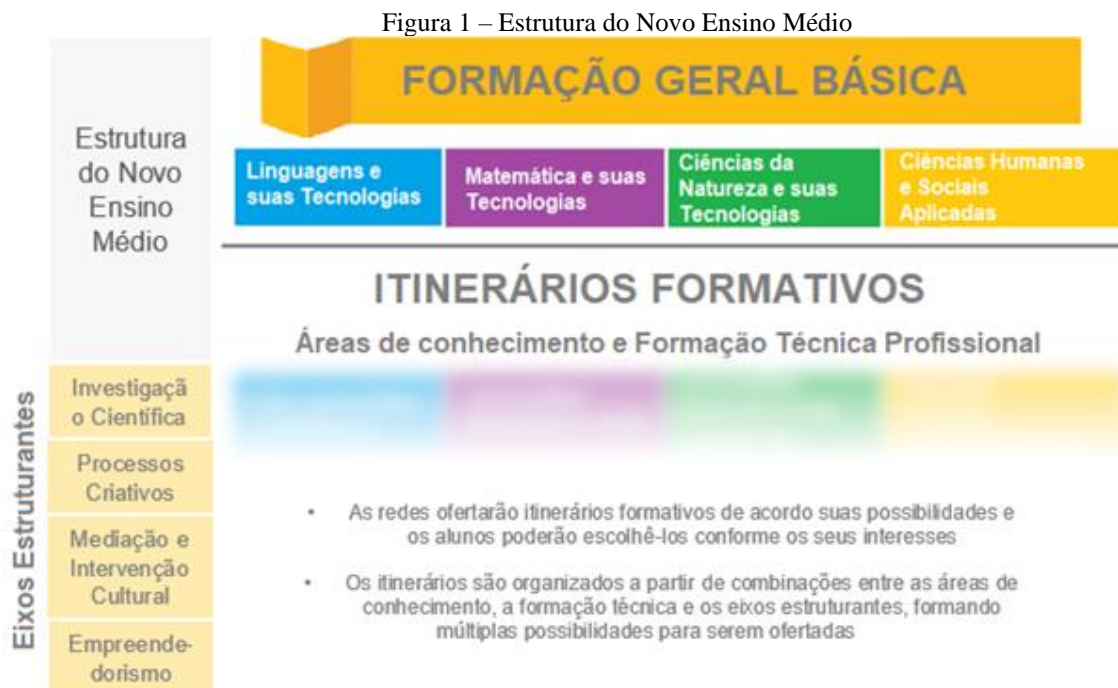 Figura 1 – Estrutura do Novo Ensino Médio
Estrutura
do Novo
Ensino
Médio
FORMAÇÃO GERAL BÁSICA
Linguagens e
suas Tecnologias
Matemática e suas
Tecnologias
Ciências da
Natureza e suas
Tecnologias
Ciências Humanas
e Sociais
Aplicadas
ITINERÁRIOS FORMATIVOS
Áreas de conhecimento e Formação Técnica Profissional
Eixos Estruturantes
Investigaçã
o Científica
Processos
Criativos
Mediação e
Intervenção
Cultural
Empreende-
dorismo
• As redes ofertarão itinerários formativos de acordo suas possibilidades e
os alunos poderão escolhê-los conforme os seus interesses
• Os itinerários são organizados a partir de combinações entre as áreas de
conhecimento, a formação técnica e os eixos estruturantes, formando
múltiplas possibilidades para serem ofertadas